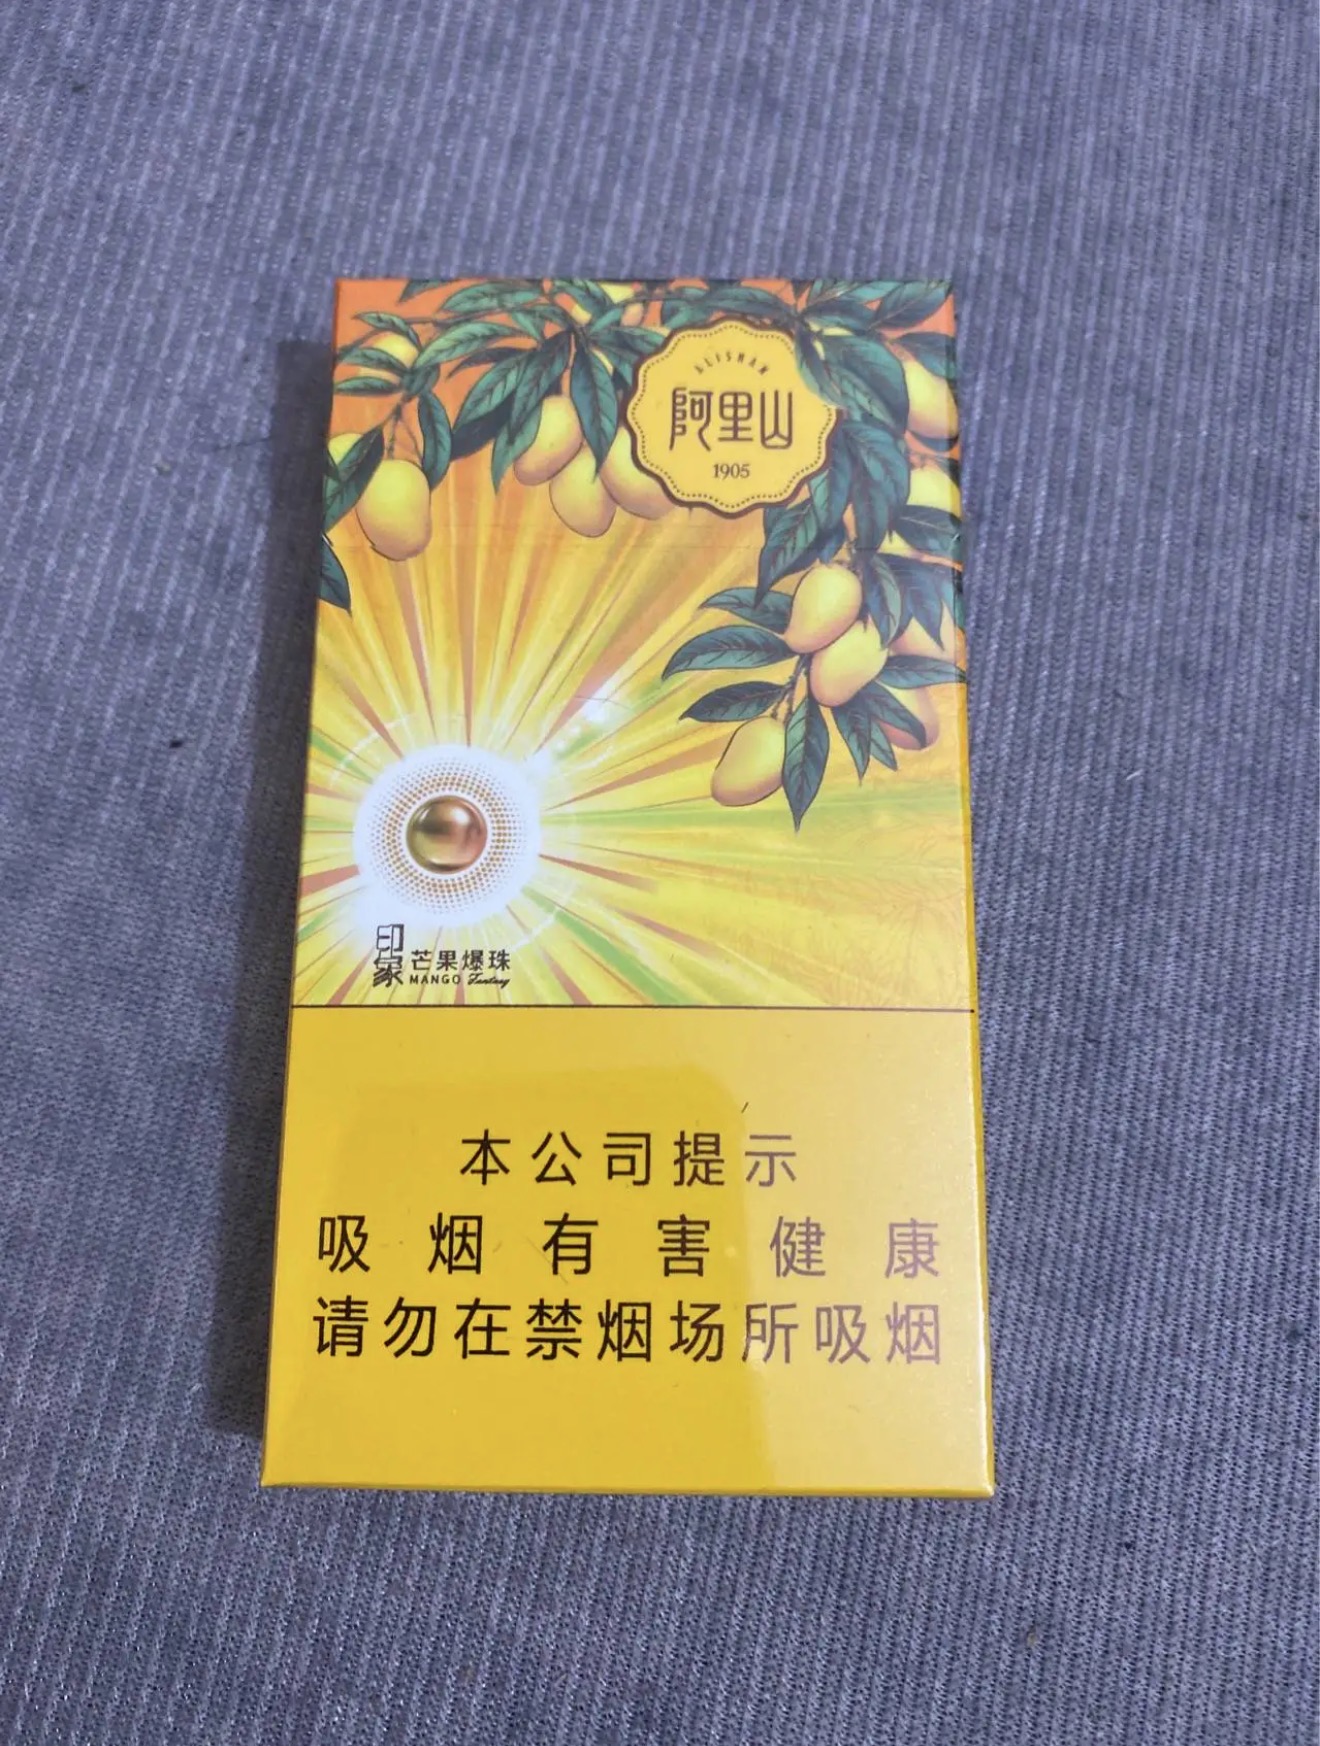 ALISHAN
阿里山
1905
印象
芒果爆珠
MANGO Fantasy
本公司提示
吸烟有害健康
请勿在禁烟场所吸烟